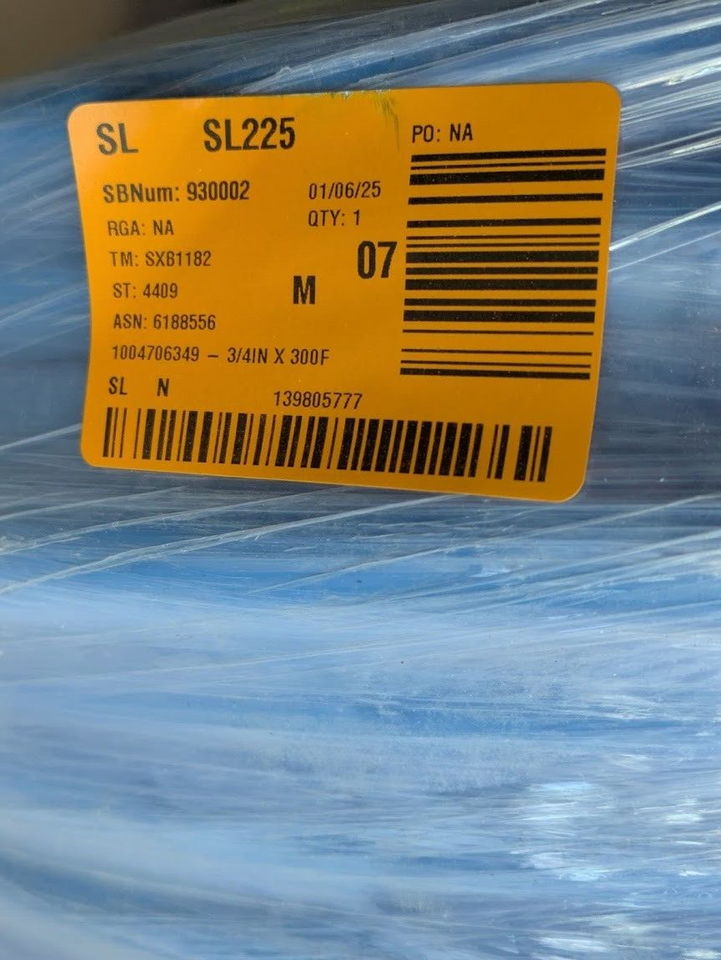 SL SL225 PO: NA
SBNum: 930002 01/06/25
RGA: NA QTY: 1
TM: SXB1182 07
ST: 4409 M
ASN: 6188556
1004706349 - 3/4IN X 300F
SL N 139805777